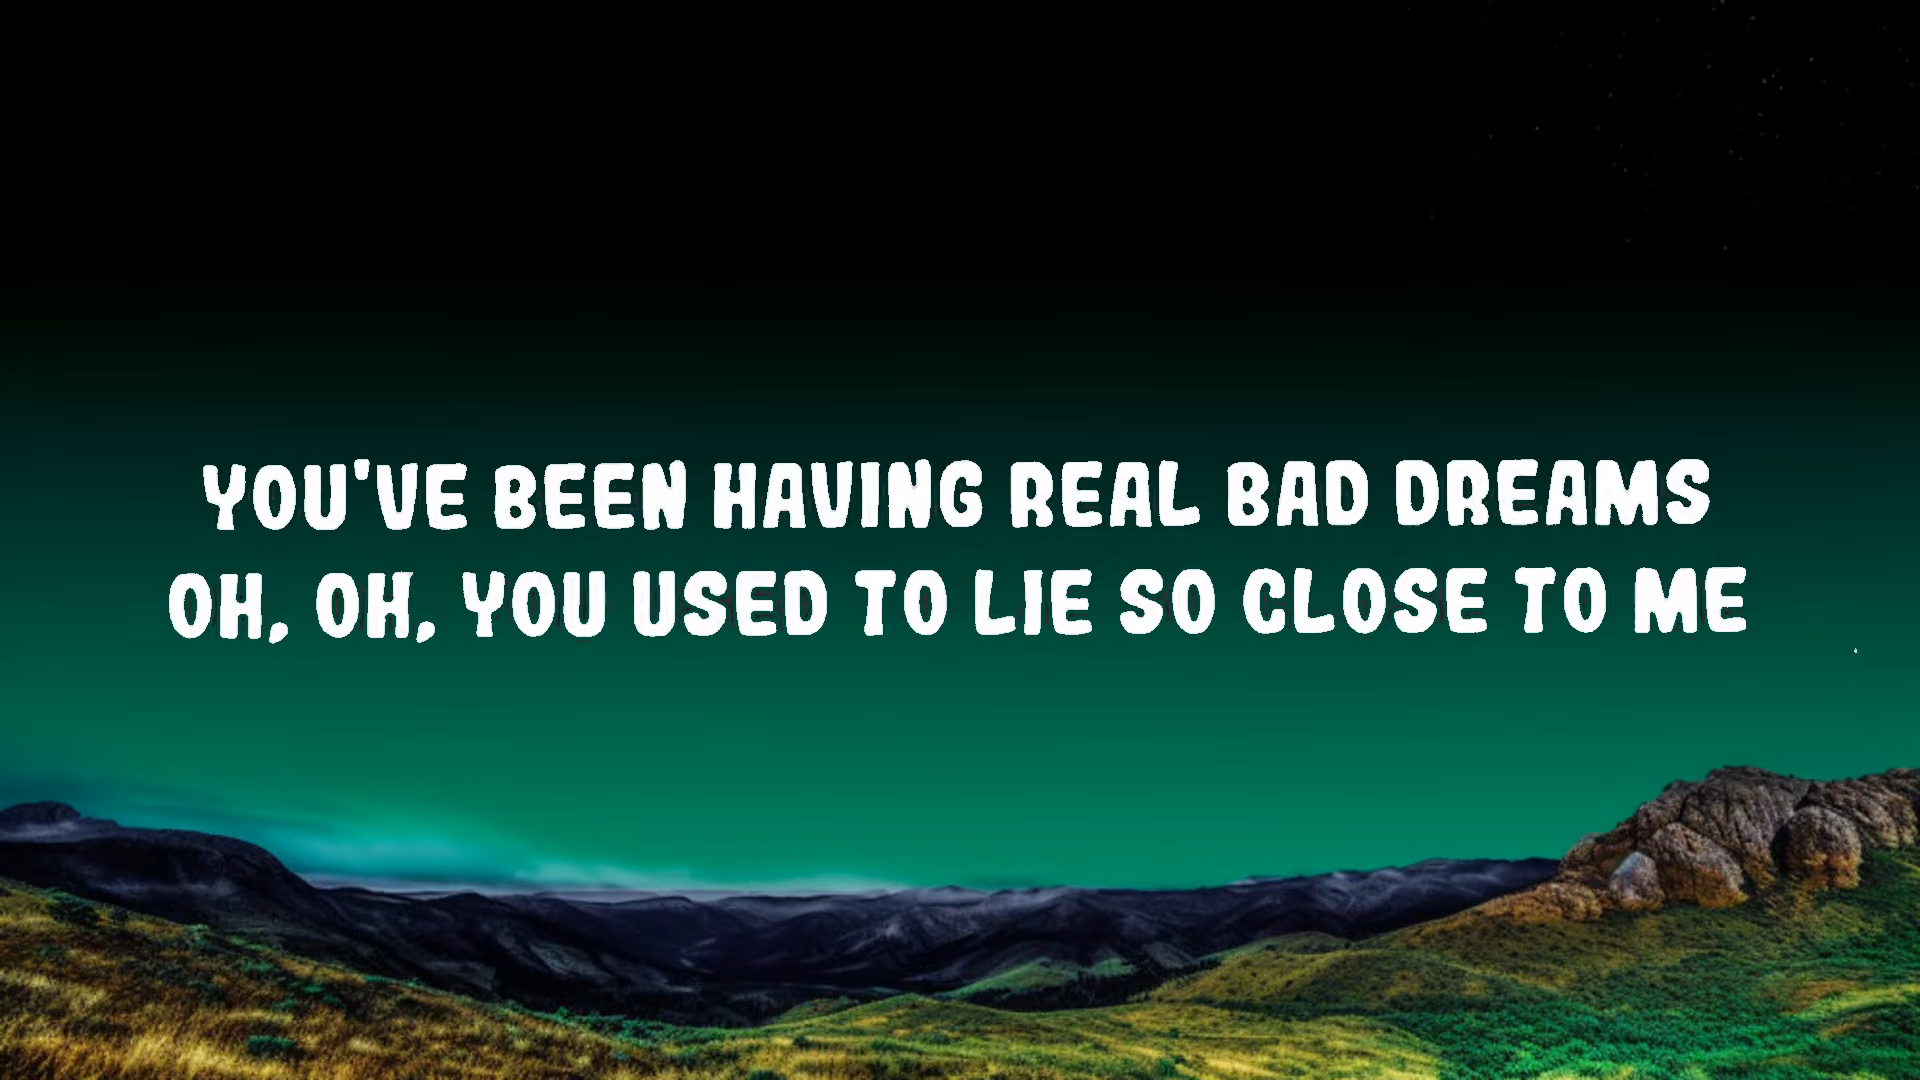 YOU'VE BEEN HAVING REAL BAD DREAMS
OH, OH, YOU USED TO LIE SO CLOSE TO ME